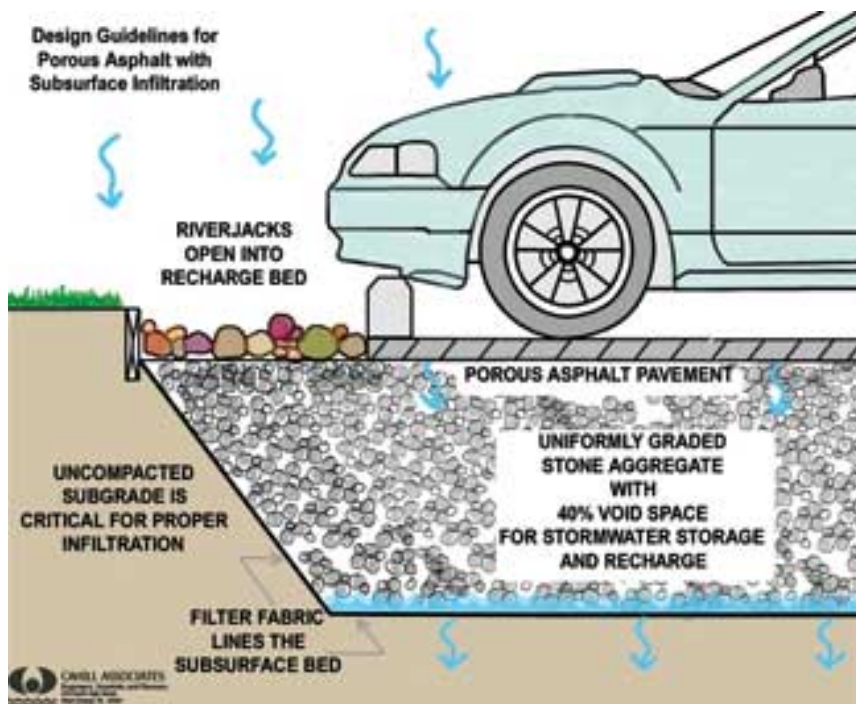 Design Guidelines for
Porous Asphalt with
Subsurface Infiltration
RIVERJACKS
OPEN INTO
RECHARGE BED
POROUS ASPHALT PAVEMENT
UNIFORMLY GRADED
STONE AGGREGATE
WITH
40% VOID SPACE
FOR STORMWATER STORAGE
AND RECHARGE
UNCOMPACTED
SUBGRADE IS
CRITICAL FOR PROPER
INFILTRATION
FILTER FABRIC
LINES THE
SUBSURFACE BED
CAHILL ASSOCIATES